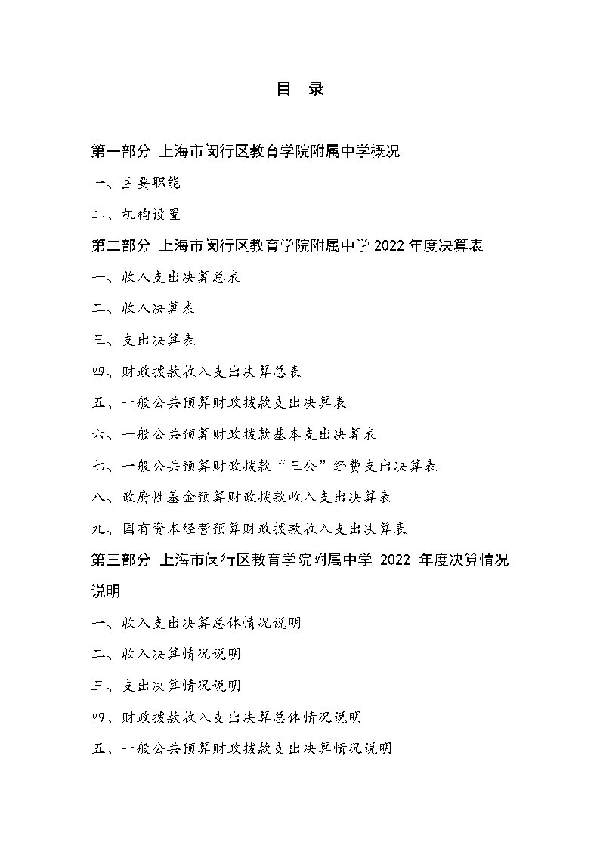 目 录
第一部分 上海市闵行区教育学院附属中学概况
一、主要职能
二、机构设置
第二部分 上海市闵行区教育学院附属中学2022年度决算表
一、收入支出决算总表
二、收入决算表
三、支出决算表
四、财政拨款收入支出决算总表
五、一般公共预算财政拨款支出决算表
六、一般公共预算财政拨款基本支出决算表
七、一般公共预算财政拨款“三公”经费支出决算表
八、政府性基金预算财政拨款收入支出决算表
九、国有资本经营预算财政拨款收入支出决算表
第三部分 上海市闵行区教育学院附属中学 2022 年度决算情况
说明
一、收入支出决算总体情况说明
二、收入决算情况说明
三、支出决算情况说明
四、财政拨款收入支出决算总体情况说明
五、一般公共预算财政拨款支出决算情况说明